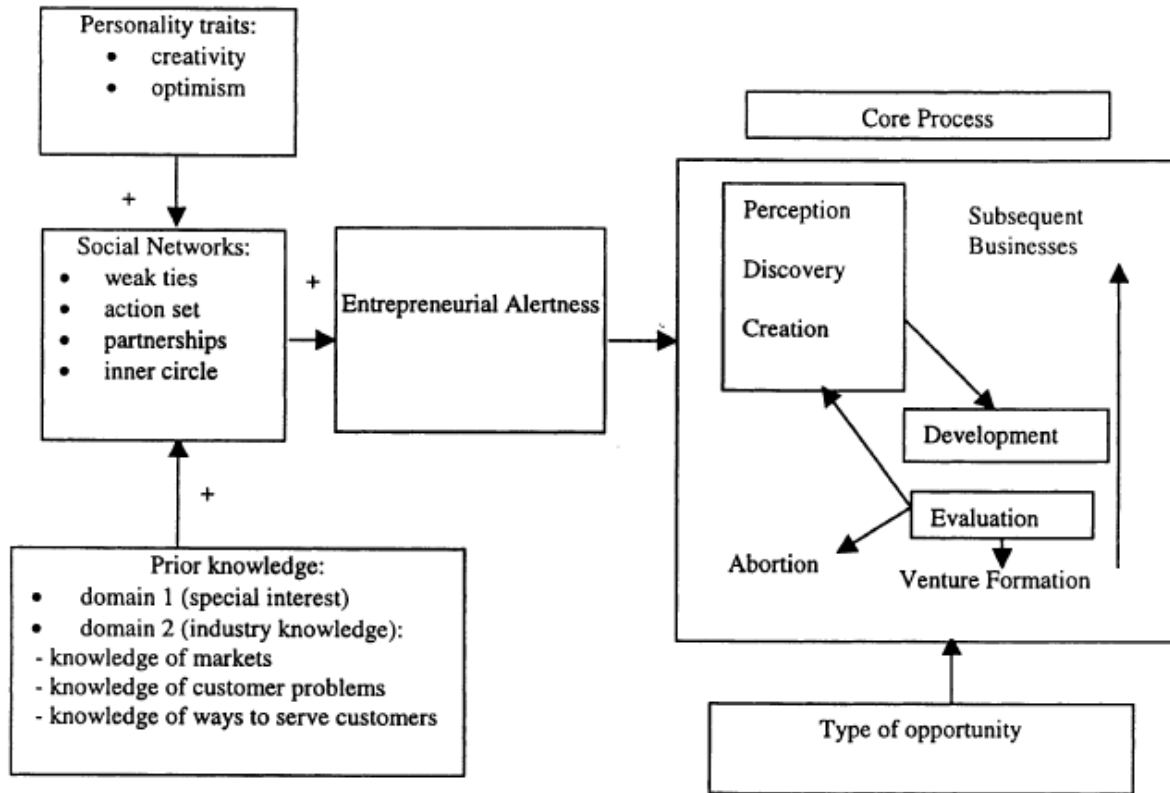 Personality traits:
• creativity
• optimism
+
Social Networks:
• weak ties
• action set
• partnerships
• inner circle
+
Entrepreneurial Alertness
+
Prior knowledge:
• domain 1 (special interest)
• domain 2 (industry knowledge):
- knowledge of markets
- knowledge of customer problems
- knowledge of ways to serve customers
Core Process
Perception
Discovery
Creation
Subsequent
Businesses
Development
Evaluation
Abortion
Venture Formation
Type of opportunity